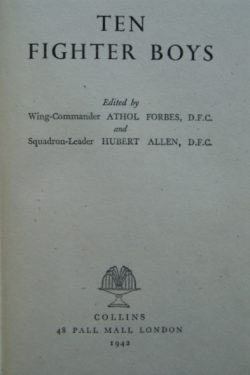 TEN
FIGHTER BOYS
Edited by
Wing-Commander ATHOL FORBES, D.F.C.
and
Squadron-Leader HUBERT ALLEN, D.F.C.
COLLINS
48 PALL MALL LONDON
1942